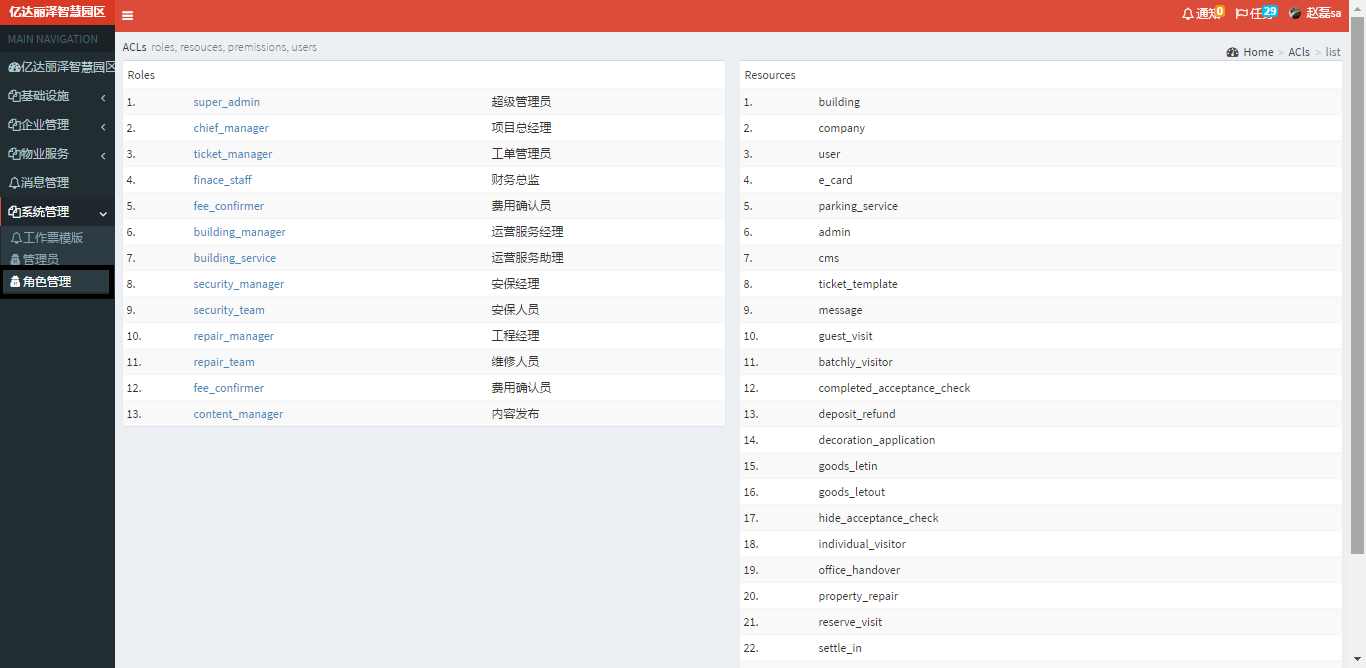 亿达丽泽智慧园区
通知 0 任务 29 赵磊sa
MAIN NAVIGATION
亿达丽泽智慧园区
基础设施
企业管理
物业服务
消息管理
系统管理
工作票模版
管理员
角色管理
ACLs roles, resouces, premissions, users
Home > ACls > list
Roles
1. super_admin 超级管理员
2. chief_manager 项目总经理
3. ticket_manager 工单管理员
4. finace_staff 财务总监
5. fee_confirmer 费用确认员
6. building_manager 运营服务经理
7. building_service 运营服务助理
8. security_manager 安保经理
9. security_team 安保人员
10. repair_manager 工程经理
11. repair_team 维修人员
12. fee_confirmer 费用确认员
13. content_manager 内容发布
Resources
1. building
2. company
3. user
4. e_card
5. parking_service
6. admin
7. cms
8. ticket_template
9. message
10. guest_visit
11. batchly_visitor
12. completed_acceptance_check
13. deposit_refund
14. decoration_application
15. goods_letin
16. goods_letout
17. hide_acceptance_check
18. individual_visitor
19. office_handover
20. property_repair
21. reserve_visit
22. settle_in